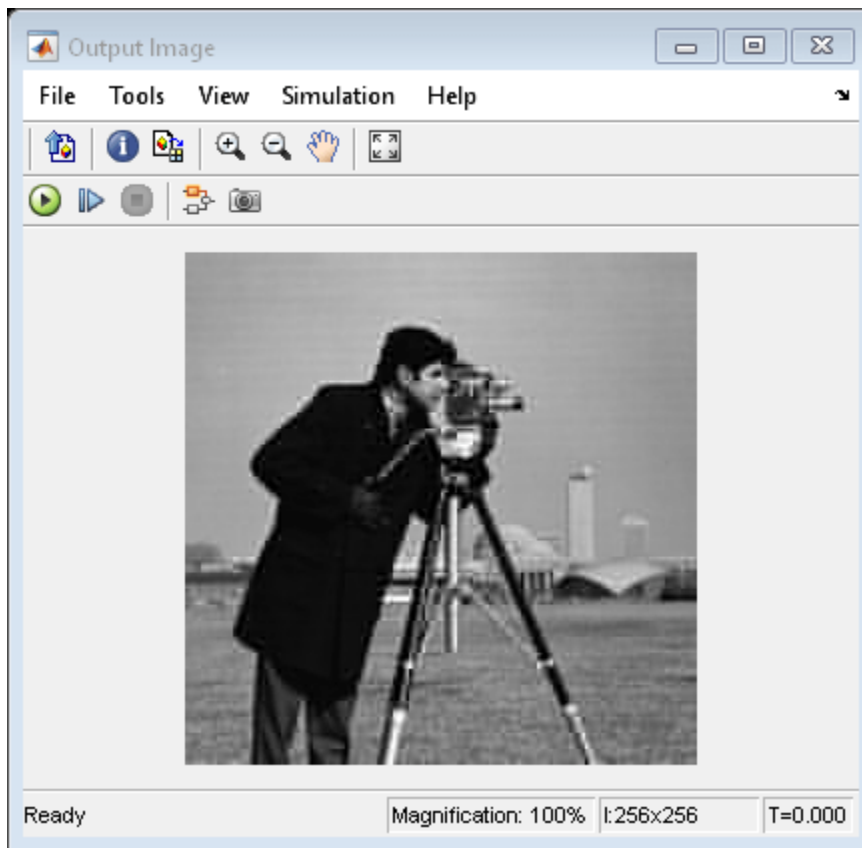 Output Image
File Tools View Simulation Help
Ready Magnification: 100% I:256x256 T=0.000